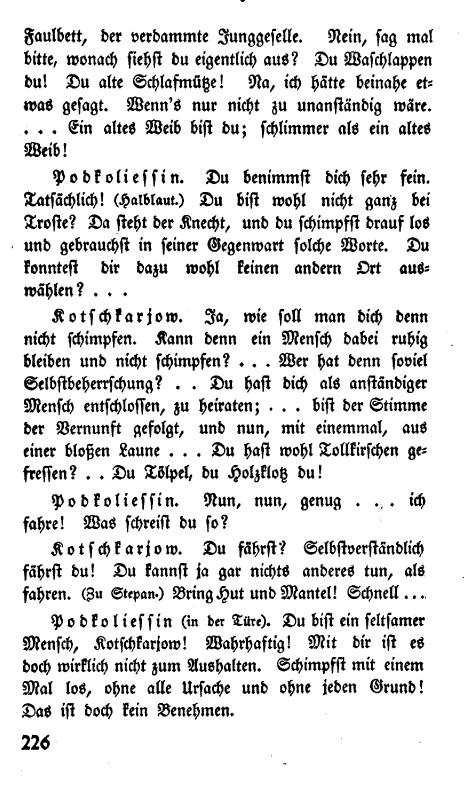 Faulbett, der verdammte Junggeselle. Nein, sag mal
bitte, wonach siehst du eigentlich aus? Du Waschlappen
du! Du alte Schlafmütze! Na, ich hätte beinahe et-
was gesagt. Wenn's nur nicht zu unanständig wäre.
. . . Ein altes Weib bist du; schlimmer als ein altes
Weib!
Podkoliessin. Du benimmst dich sehr fein.
Tatsächlich! (Halblaut.) Du bist wohl nicht ganz bei
Troste? Da steht der Knecht, und du schimpfst drauf los
und gebrauchst in seiner Gegenwart solche Worte. Du
konntest dir dazu wohl keinen andern Ort aus-
wählen? . . .
Kotschkarjow. Ja, wie soll man dich denn
nicht schimpfen. Kann denn ein Mensch dabei ruhig
bleiben und nicht schimpfen? . . . Wer hat denn soviel
Selbstbeherrschung? . . Du hast dich als anständiger
Mensch entschlossen, zu heiraten; . . . bist der Stimme
der Vernunft gefolgt, und nun, mit einemmal, aus
einer bloßen Laune . . . Du hast wohl Tollkirschen ge-
fressen? . . Du Tölpel, du Holzklotz du!
Podkoliessin. Nun, nun, genug . . . ich
fahre! Was schreist du so?
Kotschkarjow. Du fährst? Selbstverständlich
fährst du! Du kannst ja gar nichts anderes tun, als
fahren. (Zu Stepan.) Bring Hut und Mantel! Schnell ...
Podkoliessin (in der Türe). Du bist ein seltsamer
Mensch, Kotschkarjow! Wahrhaftig! Mit dir ist es
doch wirklich nicht zum Aushalten. Schimpfst mit einem
Mal los, ohne alle Ursache und ohne jeden Grund!
Das ist doch kein Benehmen.
226